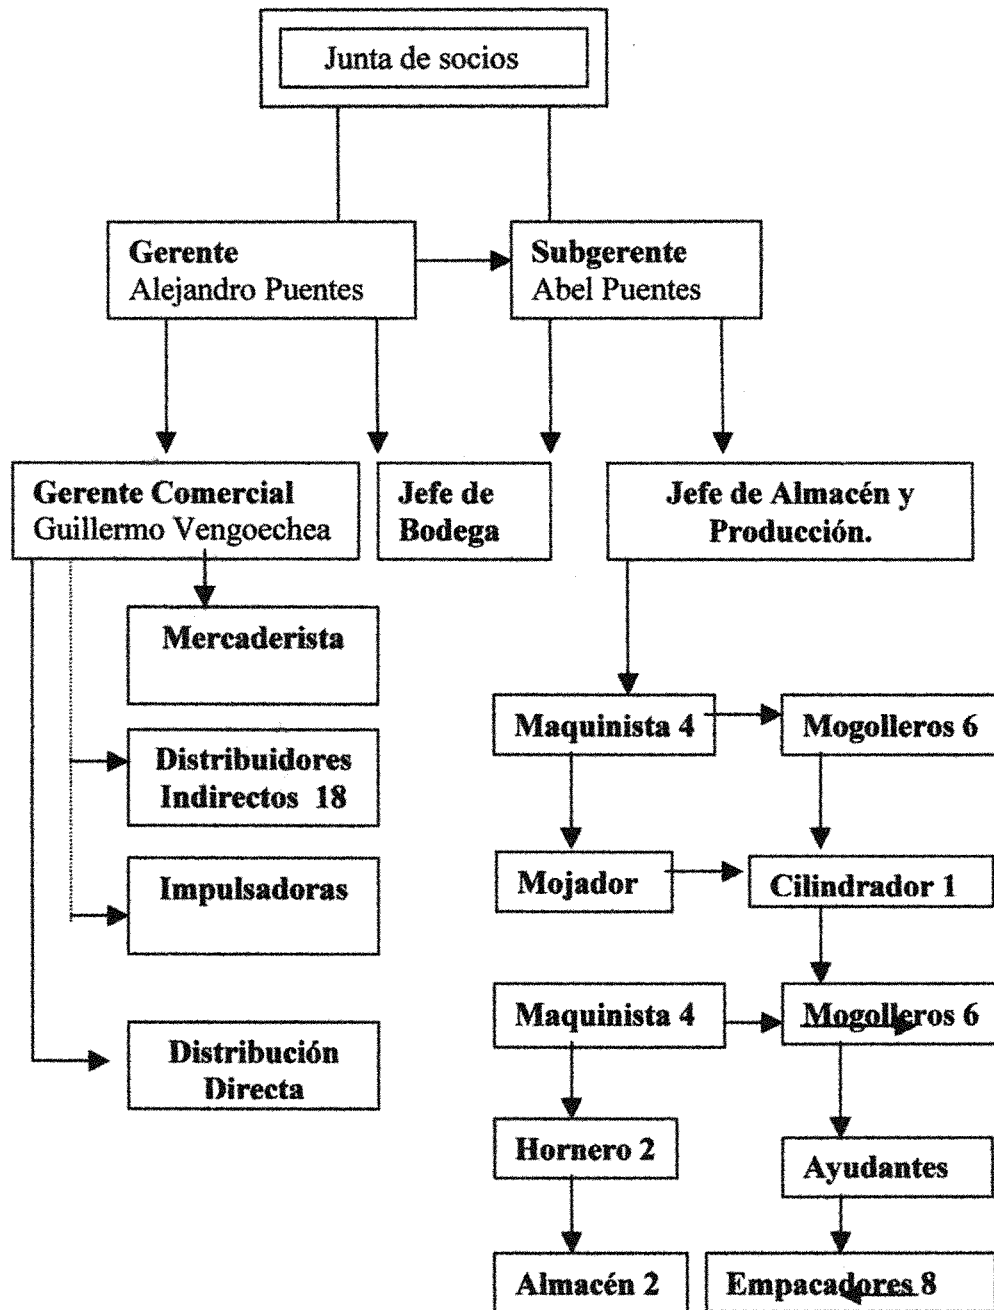 Junta de socios
Gerente
Alejandro Puentes
Subgerente
Abel Puentes
Gerente Comercial
Guillermo Vengoechea
Jefe de
Bodega
Jefe de Almacén y
Producción.
Mercaderista
Distribuidores
Indirectos 18
Impulsadoras
Distribución
Directa
Maquinista 4
Mogolleros 6
Mojador
Cilindrador 1
Maquinista 4
Mogolleros 6
Hornero 2
Ayudantes
Almacén 2
Empacadores 8